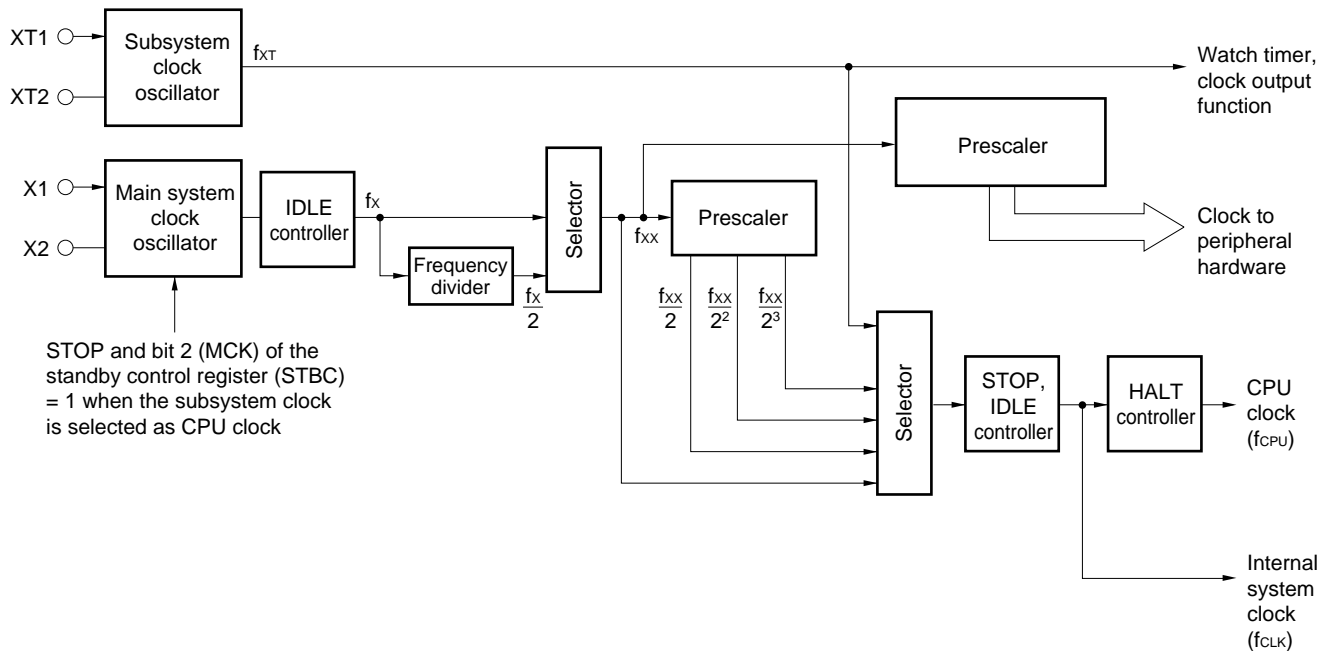 XT1
XT2
Subsystem
clock
oscillator
fXT
Watch timer,
clock output
function
X1
X2
Main system
clock
oscillator
IDLE
controller
fX
Frequency
divider
fX
2
Selector
fXX
Prescaler
Prescaler
Clock to
peripheral
hardware
fXX
2
fXX
2²
fXX
2³
STOP and bit 2 (MCK) of the
standby control register (STBC)
= 1 when the subsystem clock
is selected as CPU clock
Selector
STOP,
IDLE
controller
HALT
controller
CPU
clock
(fCPU)
Internal
system
clock
(fCLK)